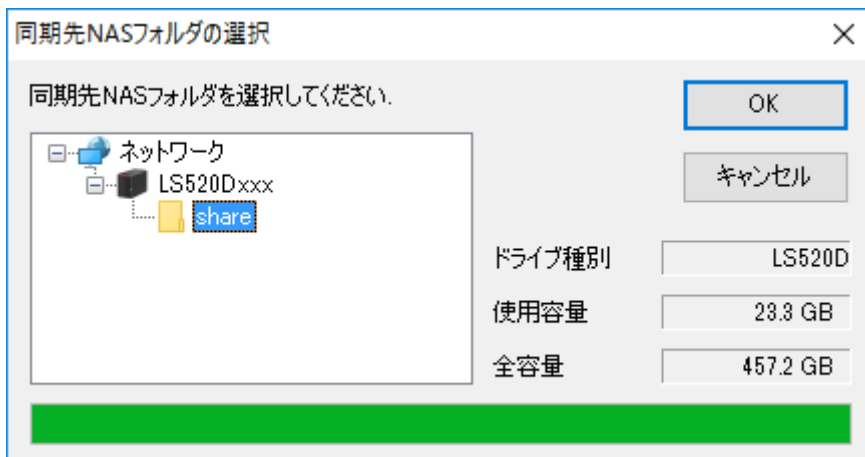 同期先NASフォルダの選択
同期先NASフォルダを選択してください.
OK
キャンセル
ネットワーク
LS520Dxxx
share
ドライブ種別 LS520D
使用容量 23.3 GB
全容量 457.2 GB